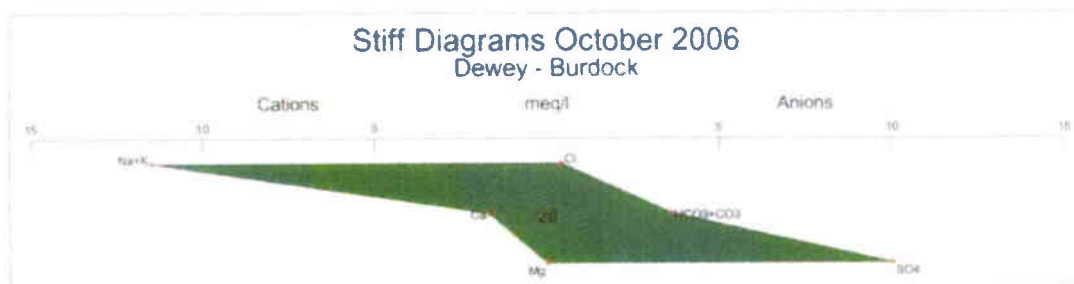 Stiff Diagrams October 2006
Dewey - Burdock
Cations meq/l Anions
15 10 5 5 10 15
Na+K Cl
Ca 28 HCO3+CO3
Mg SO4